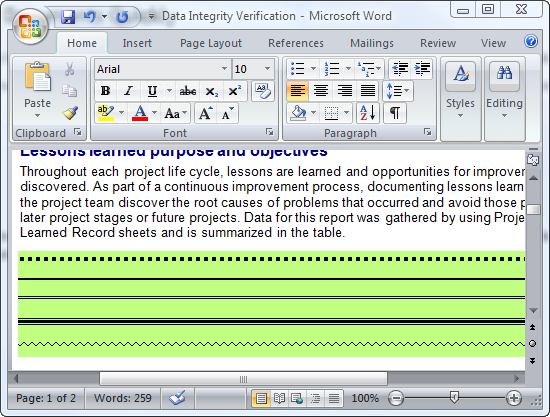 Data Integrity Verification - Microsoft Word
Home Insert Page Layout References Mailings Review View
Paste
Clipboard
Arial 10
B I U abc
ab A Aa A A
Font
A Z
Paragraph
Styles
Editing
Lessons learned purpose and objectives
Throughout each project life cycle, lessons are learned and opportunities for improve
discovered. As part of a continuous improvement process, documenting lessons learn
the project team discover the root causes of problems that occurred and avoid those p
later project stages or future projects. Data for this report was gathered by using Proje
Learned Record sheets and is summarized in the table.
Page: 1 of 2 Words: 259 100%